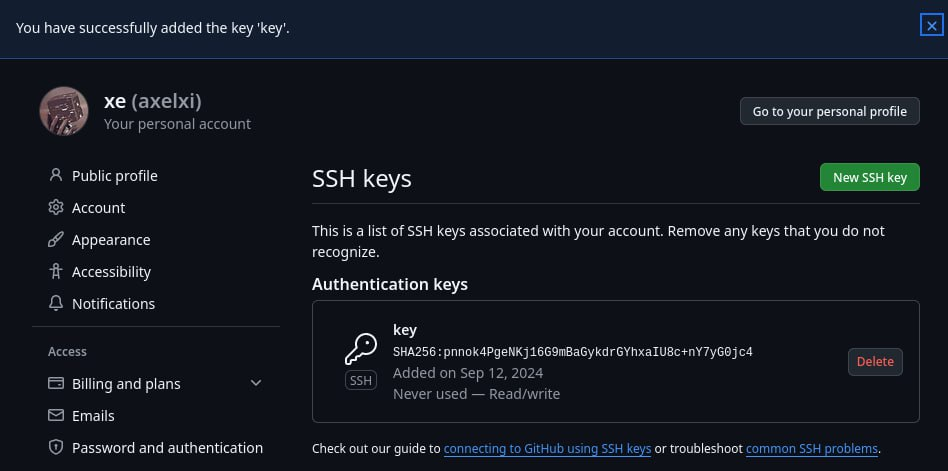 You have successfully added the key 'key'.
xe (axelxi)
Your personal account
Go to your personal profile
Public profile
Account
Appearance
Accessibility
Notifications
Access
Billing and plans
Emails
Password and authentication
SSH keys
New SSH key
This is a list of SSH keys associated with your account. Remove any keys that you do not
recognize.
Authentication keys
key
SHA256:pnnok4PgeNKj16G9mBaGykdrGYhxaIU8c+nY7yG0jc4
Added on Sep 12, 2024
Never used — Read/write
SSH
Delete
Check out our guide to connecting to GitHub using SSH keys or troubleshoot common SSH problems.